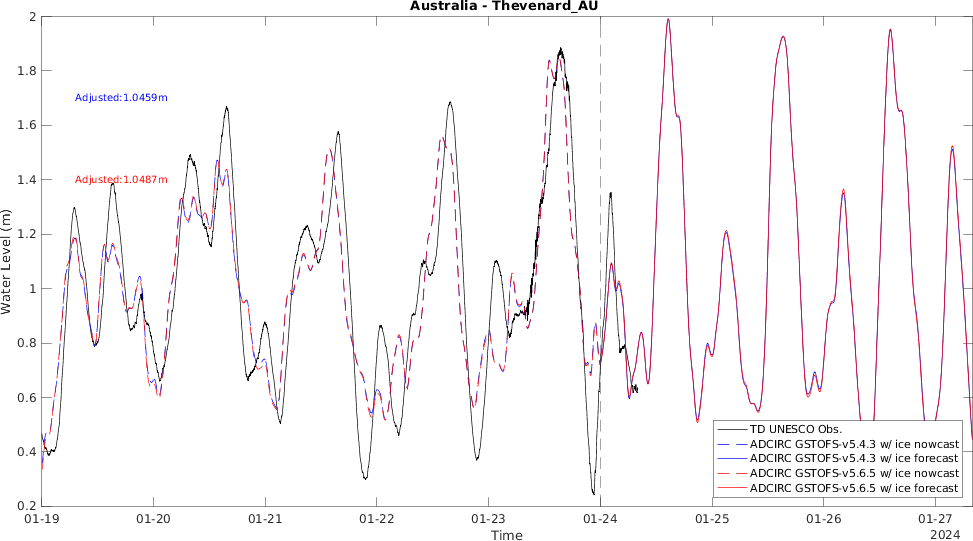 Australia - Thevenard_AU
2
1.8
1.6
1.4
1.2
1
0.8
0.6
0.4
0.2
Water Level (m)
Adjusted:1.0459m
Adjusted:1.0487m
TD UNESCO Obs.
ADCIRC GSTOFS-v5.4.3 w/ ice nowcast
ADCIRC GSTOFS-v5.4.3 w/ ice forecast
ADCIRC GSTOFS-v5.6.5 w/ ice nowcast
ADCIRC GSTOFS-v5.6.5 w/ ice forecast
01-19 01-20 01-21 01-22 01-23 01-24 01-25 01-26 01-27
Time
2024